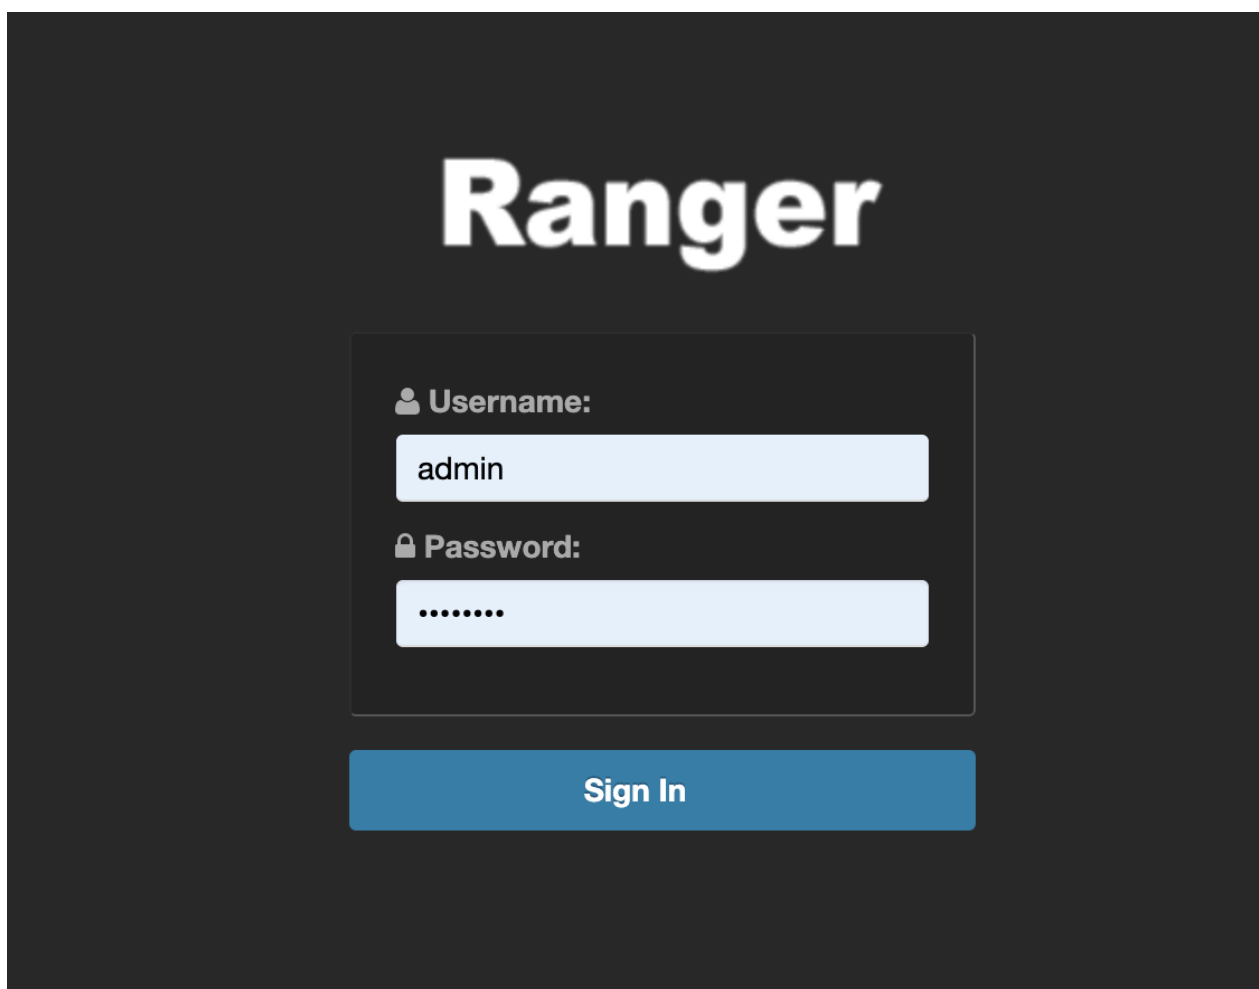 Ranger
Username:
admin
Password:
••••••••
Sign In